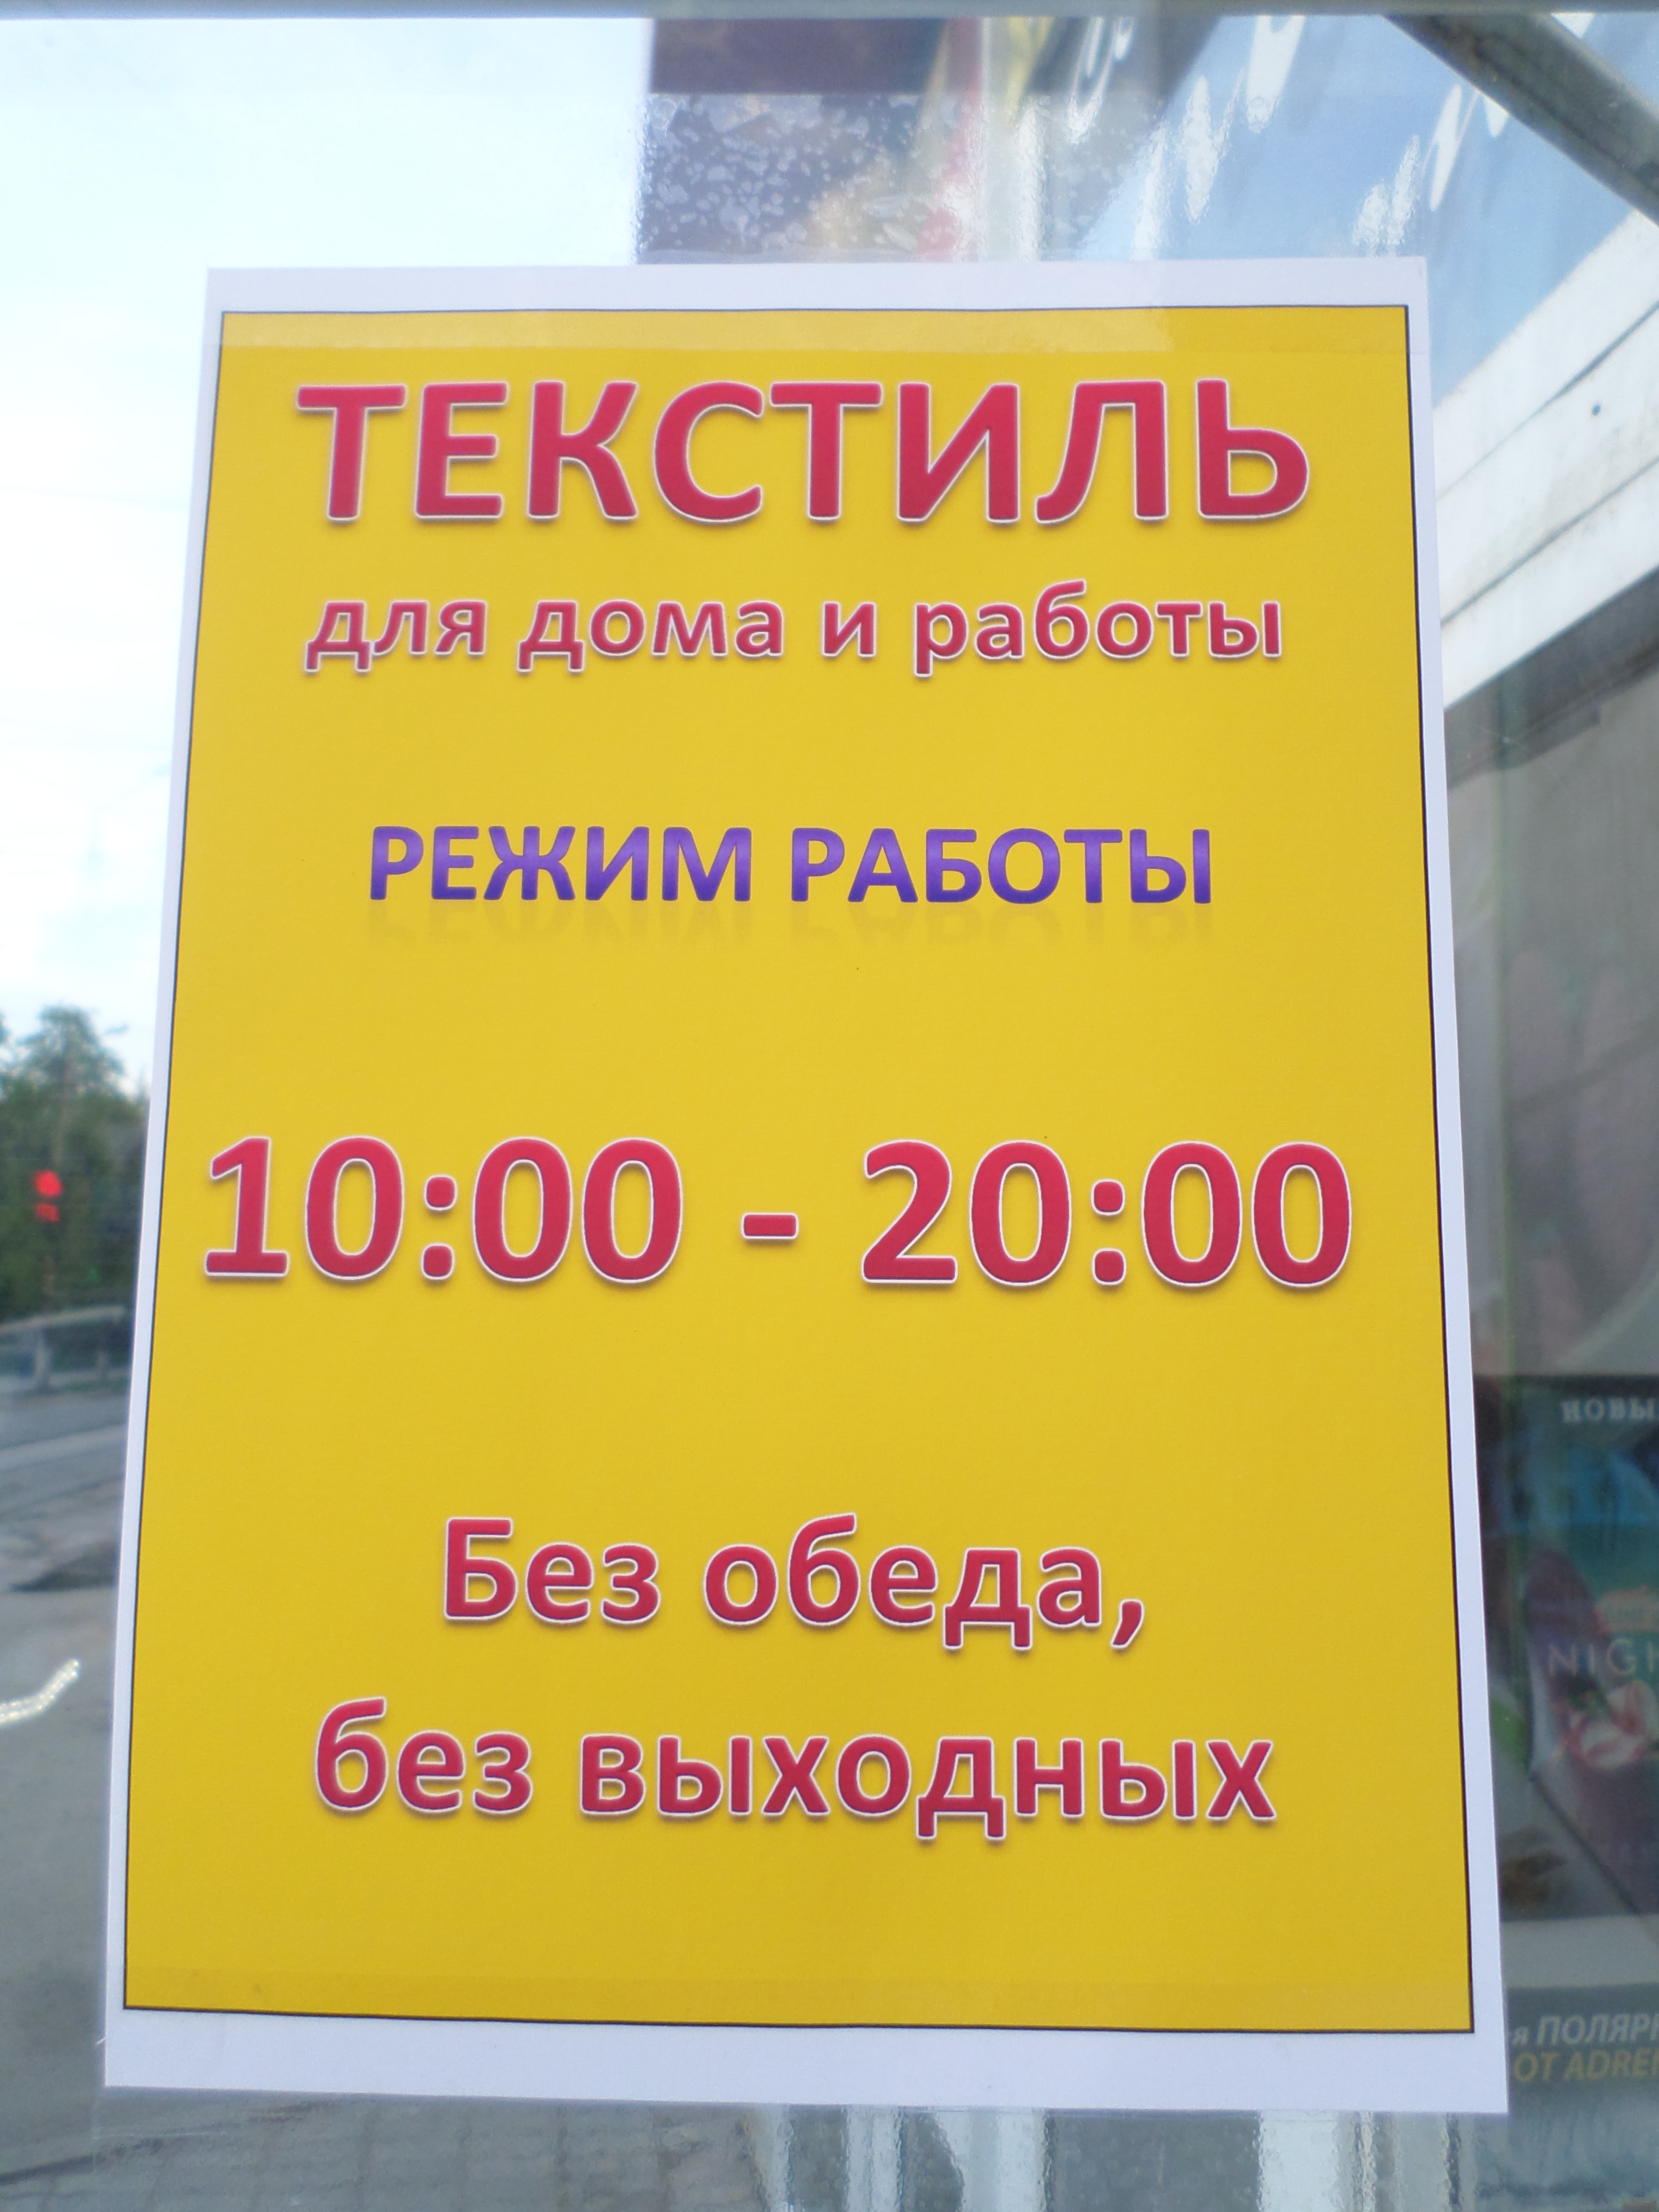 ТЕКСТИЛЬ
для дома и работы
РЕЖИМ РАБОТЫ
10:00 - 20:00
Без обеда,
без выходных